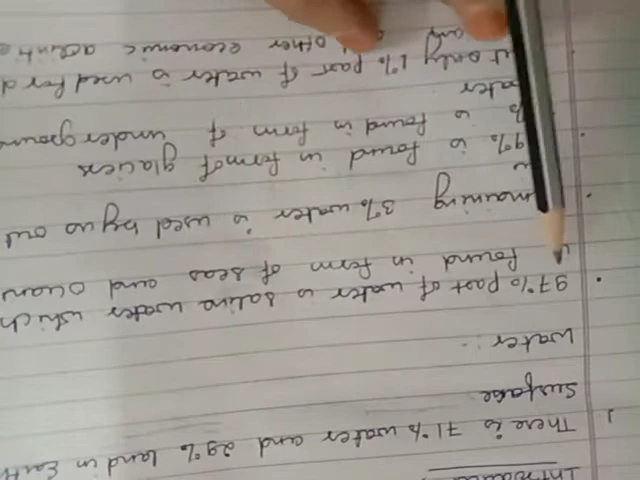 1 There is 71% water and 29% land in Earth
Surface
Water :
• 97% part of water is saline water which
found in form of seas and ocean
• maining 3% water is used by us out
9% is found in form of glaciers
is found in form of underground
water
only 1% part of water is used for d
other economic activitie